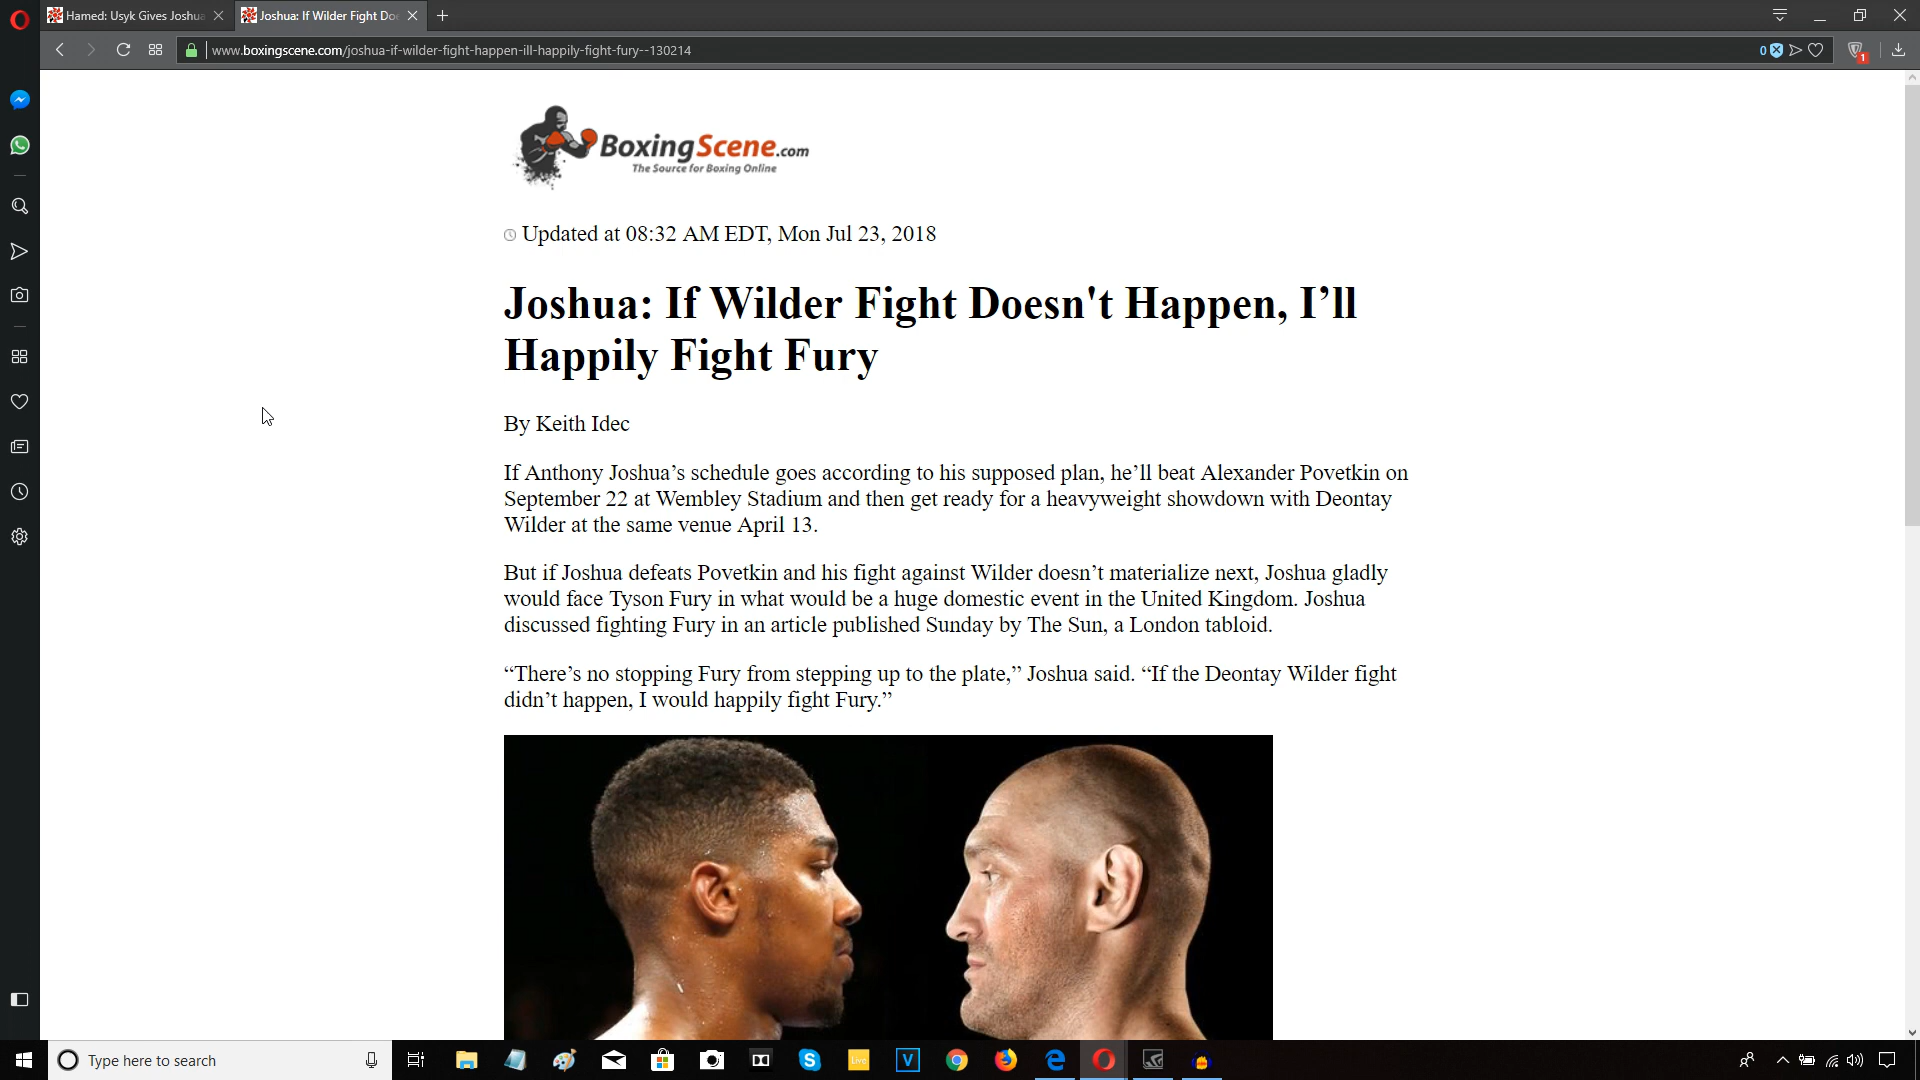 Hamed: Usyk Gives Joshua
Joshua: If Wilder Fight Doe
www.boxingscene.com/joshua-if-wilder-fight-happen-ill-happily-fight-fury--130214
0
1
BoxingScene.com
The Source for Boxing Online
Updated at 08:32 AM EDT, Mon Jul 23, 2018
Joshua: If Wilder Fight Doesn't Happen, I’ll
Happily Fight Fury
By Keith Idec
If Anthony Joshua’s schedule goes according to his supposed plan, he’ll beat Alexander Povetkin on
September 22 at Wembley Stadium and then get ready for a heavyweight showdown with Deontay
Wilder at the same venue April 13.
But if Joshua defeats Povetkin and his fight against Wilder doesn’t materialize next, Joshua gladly
would face Tyson Fury in what would be a huge domestic event in the United Kingdom. Joshua
discussed fighting Fury in an article published Sunday by The Sun, a London tabloid.
“There’s no stopping Fury from stepping up to the plate,” Joshua said. “If the Deontay Wilder fight
didn’t happen, I would happily fight Fury.”
Type here to search
Live
V